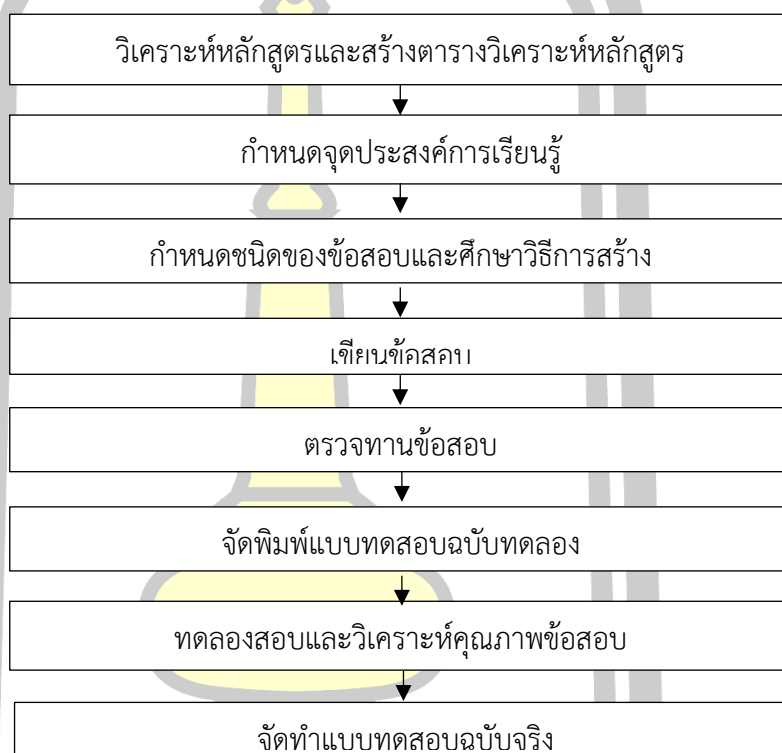 วิเคราะห์หลักสูตรและสร้างตารางวิเคราะห์หลักสูตร
กำหนดจุดประสงค์การเรียนรู้
กำหนดชนิดของข้อสอบและศึกษาวิธีการสร้าง
เขียนข้อสอบ
ตรวจทานข้อสอบ
จัดพิมพ์แบบทดสอบฉบับทดลอง
ทดลองสอบและวิเคราะห์คุณภาพข้อสอบ
จัดทำแบบทดสอบฉบับจริง